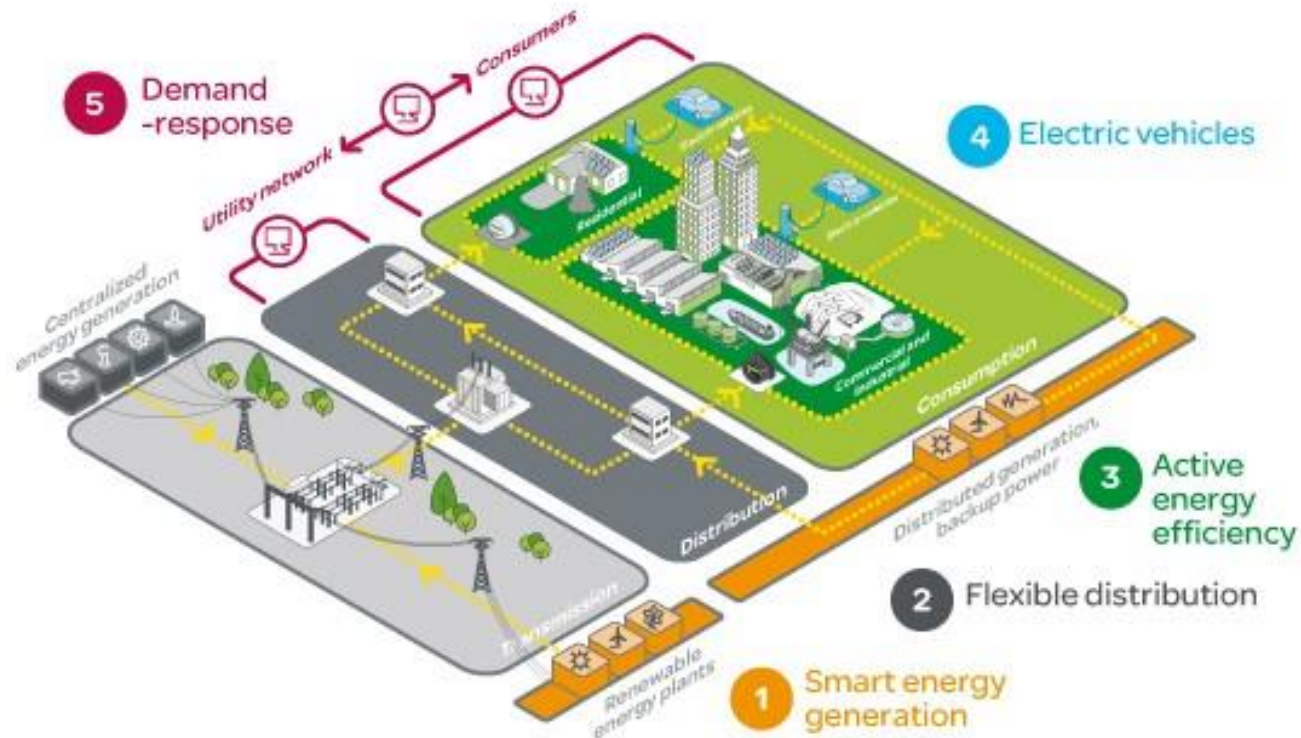 5
Demand
-response
Consumers
Utility network
4
Electric vehicles
Residential
Centralized
energy generation
Commercial and
industrial
Consumption
Distribution
Transmission
Distributed generation,
backup power
3
Active
energy
efficiency
2
Flexible distribution
Renewable
energy plants
1
Smart energy
generation